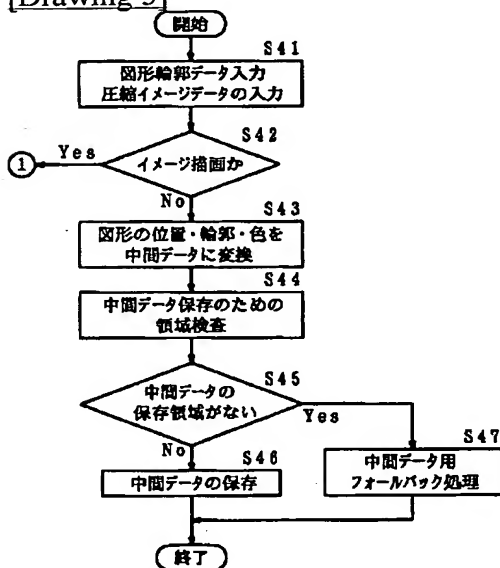 [Drawing 5]
開始
S41
図形輪郭データ入力
圧縮イメージデータの入力
S42
イメージ描画か
Yes
①
No
S43
図形の位置・輪郭・色を
中間データに変換
S44
中間データ保存のための
領域検査
S45
中間データの
保存領域がない
Yes
No
S46
中間データの保存
S47
中間データ用
フォールバック処理
終了